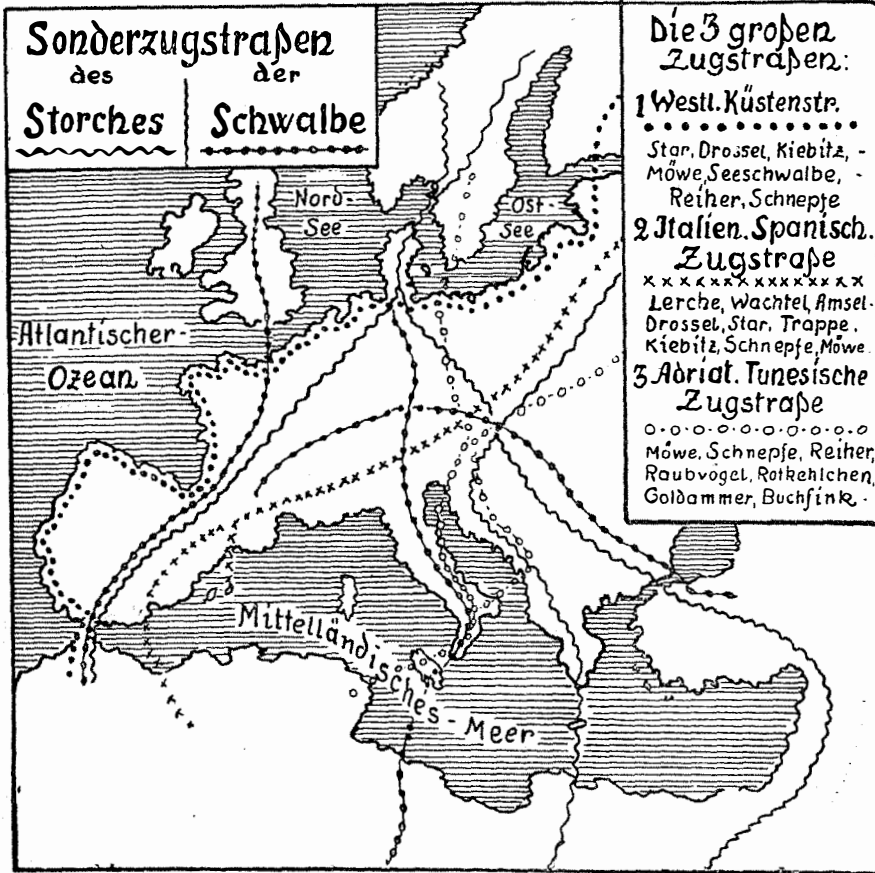 Sonderzugstraßen
des der
Storches Schwalbe
Die 3 großen
Zugstraßen:
1 Westl. Küstenstr.
Star, Drossel, Kiebitz, -
Möwe, Seeschwalbe, -
Reiher, Schnepfe
2 Italien. Spanisch.
Zugstraße
Lerche, Wachtel, Amsel-
Drossel, Star, Trappe.
Kiebitz, Schnepfe, Möwe.
3 Adriat. Tunesische
Zugstraße
Möwe, Schnepfe, Reiher,
Raubvögel, Rotkehlchen,
Goldammer, Buchfink -
Nord-
See
Ost-
See
Atlantischer-
Ozean
Mittelländisches - Meer